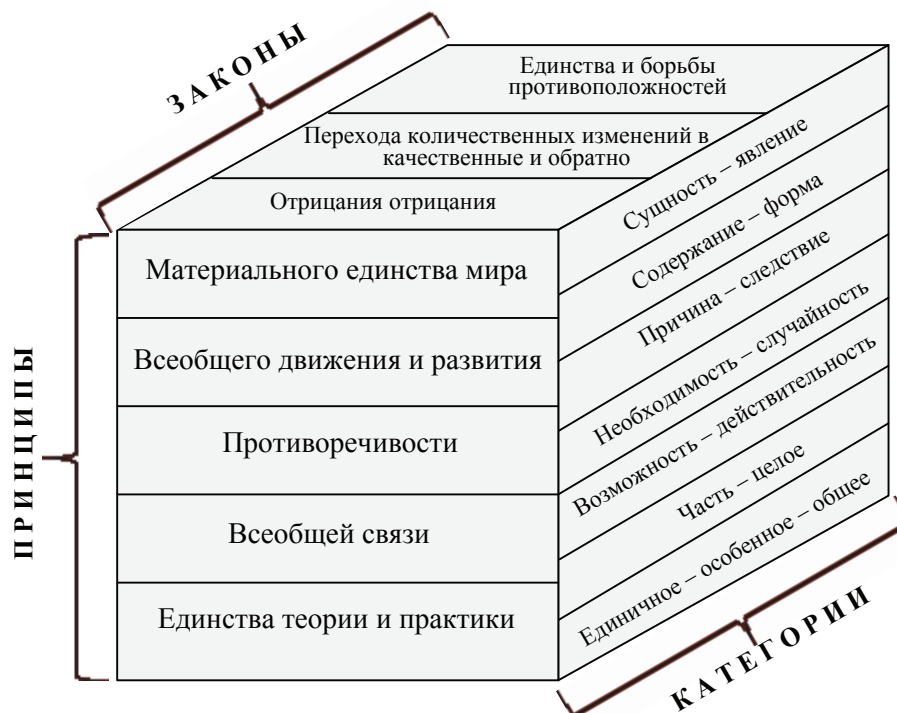 ЗАКОНЫ
Единства и борьбы
противоположностей
Перехода количественных изменений в
качественные и обратно
Отрицания отрицания
ПРИНЦИПЫ
Материального единства мира
Всеобщего движения и развития
Противоречивости
Всеобщей связи
Единства теории и практики
Сущность – явление
Содержание – форма
Причина – следствие
Необходимость – случайность
Возможность – действительность
Часть – целое
Единичное – особенное – общее
КАТЕГОРИИ